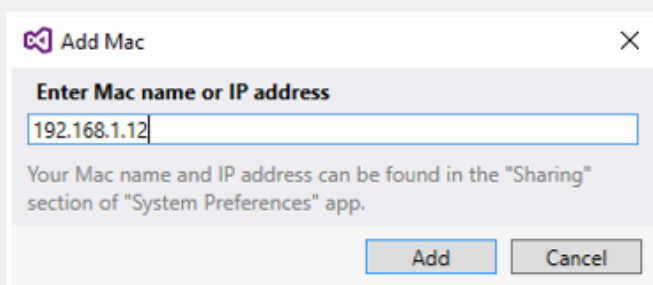 Add Mac
Enter Mac name or IP address
192.168.1.12
Your Mac name and IP address can be found in the "Sharing"
section of "System Preferences" app.
Add Cancel